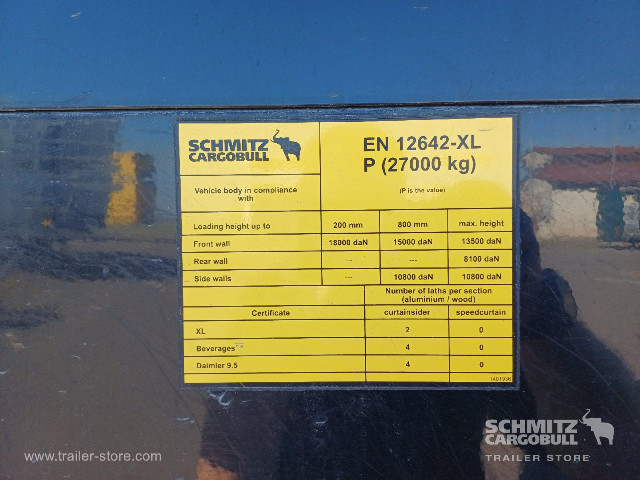 SCHMITZ
CARGOBULL
EN 12642-XL
P (27000 kg)
Vehicle body in compliance
with
(P is the value)
Loading height up to 200 mm 800 mm max. height
Front wall 18000 daN 15000 daN 13500 daN
Rear wall --- --- 8100 daN
Side walls --- 10800 daN 10800 daN
Number of laths per section
(aluminium / wood)
Certificate curtainsider speedcurtain
XL 2 0
Beverages 4 0
Daimler 9.5 4 0
1401936
SCHMITZ
CARGOBULL
TRAILER STORE
www.trailer-store.com